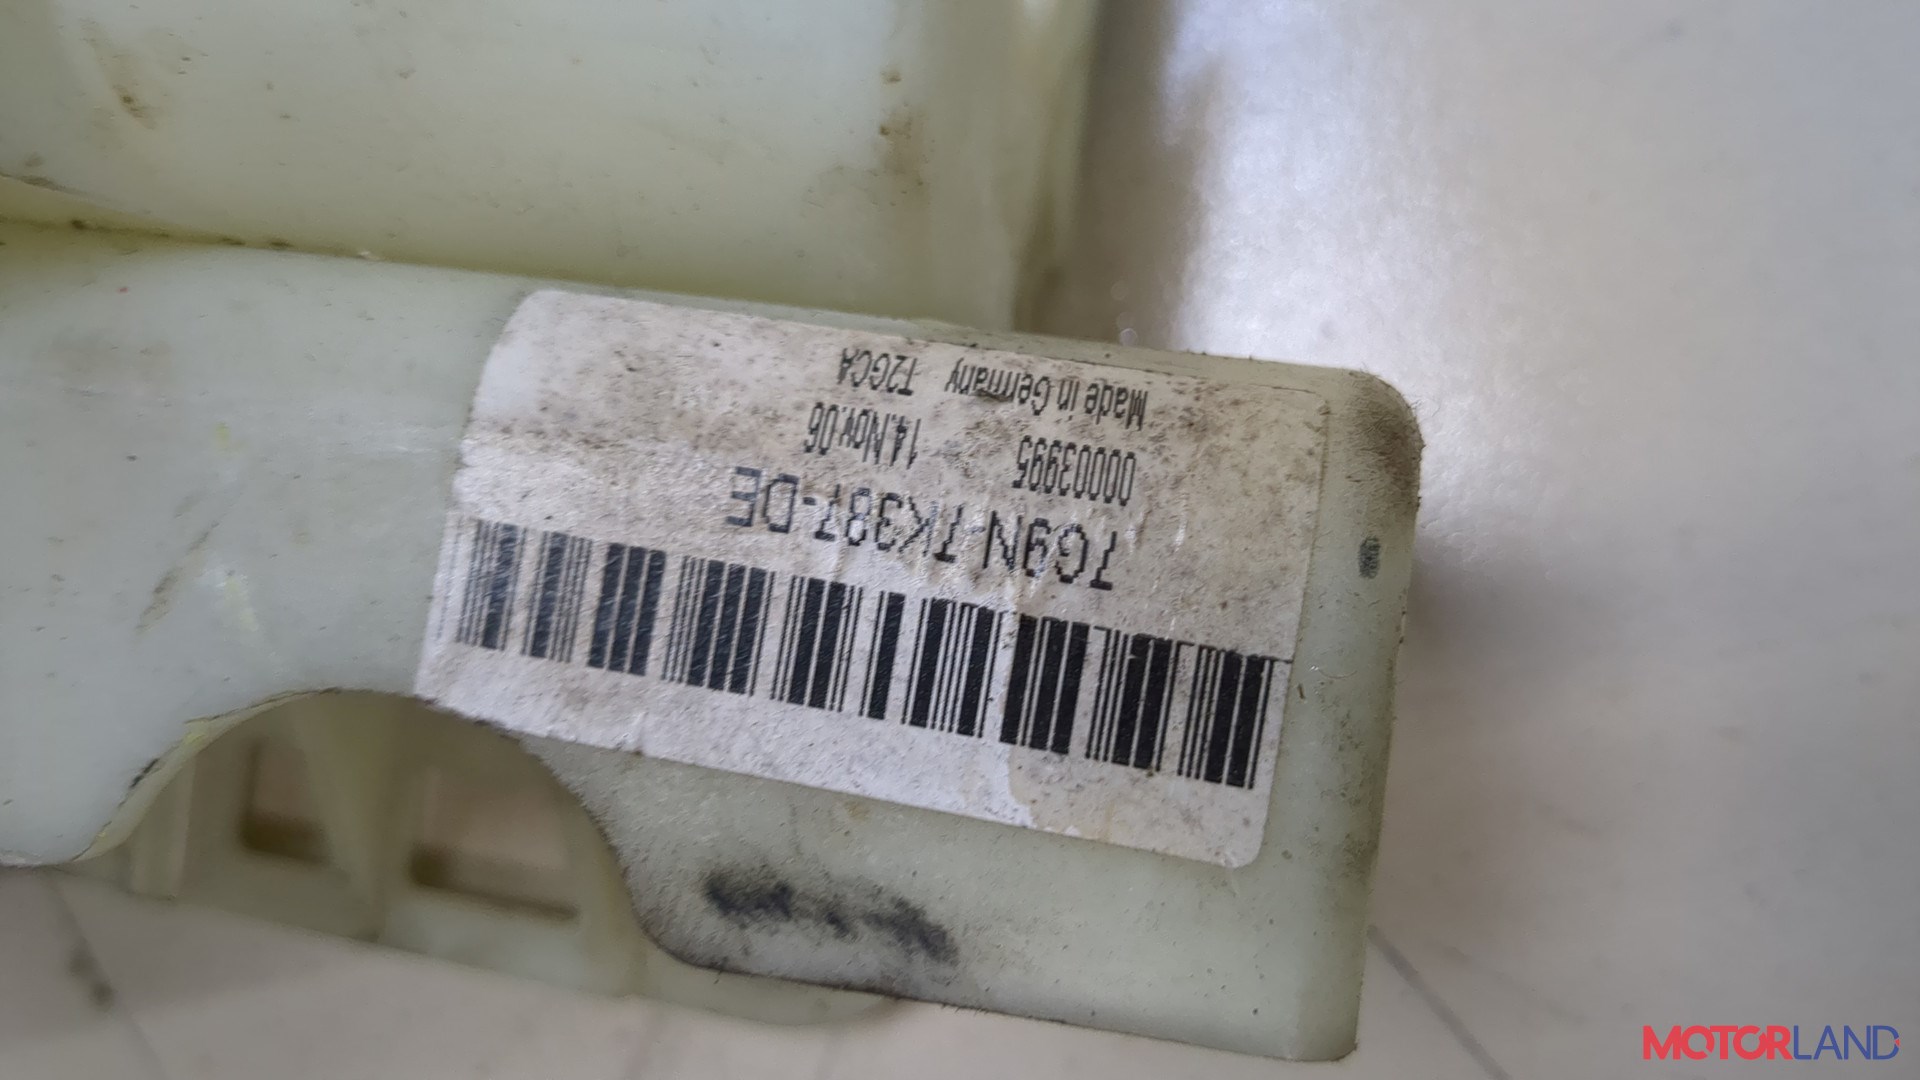 7G9N-7K387-DE
00003995 14.Nov.06
Made in Germany T2GCA
MOTORLAND